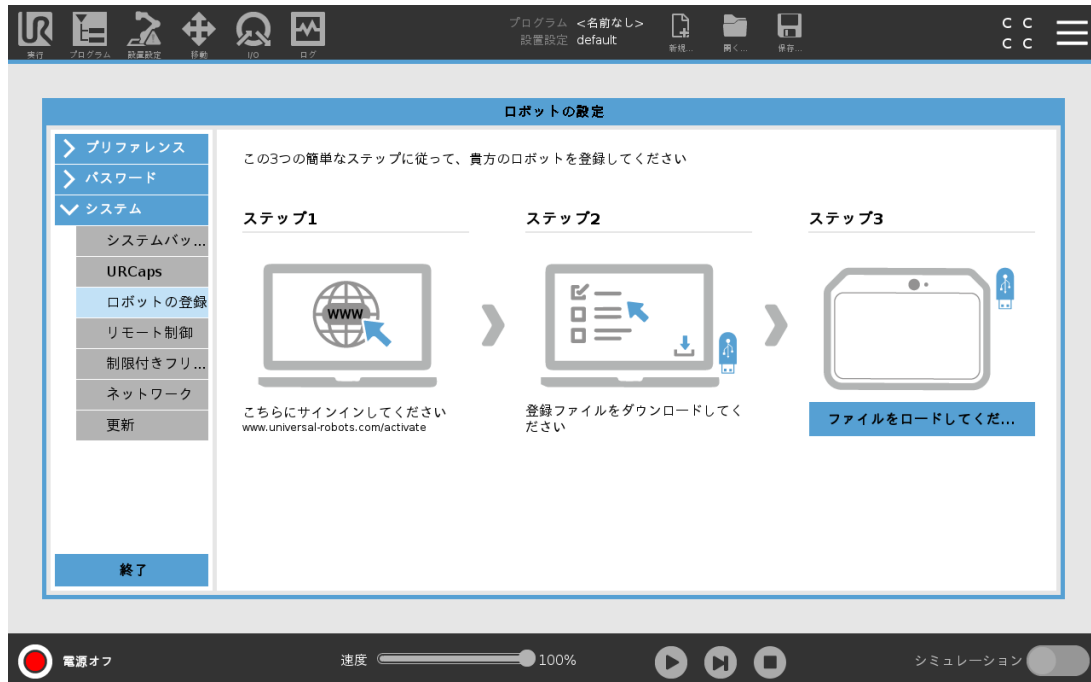 プログラム <名前なし>
設置設定 default
実行 プログラム 設置設定 移動 I/O ログ 新規... 開く... 保存...
C C
C C
ロボットの設定
プリファレンス
パスワード
システム
システムバッ...
URCaps
ロボットの登録
リモート制御
制限付きフリ...
ネットワーク
更新
終了
この3つの簡単なステップに従って、貴方のロボットを登録してください
ステップ1
WWW
こちらにサインインしてください
www.universal-robots.com/activate
ステップ2
登録ファイルをダウンロードしてく
ださい
ステップ3
ファイルをロードしてくだ...
電源オフ
速度 100%
シミュレーション